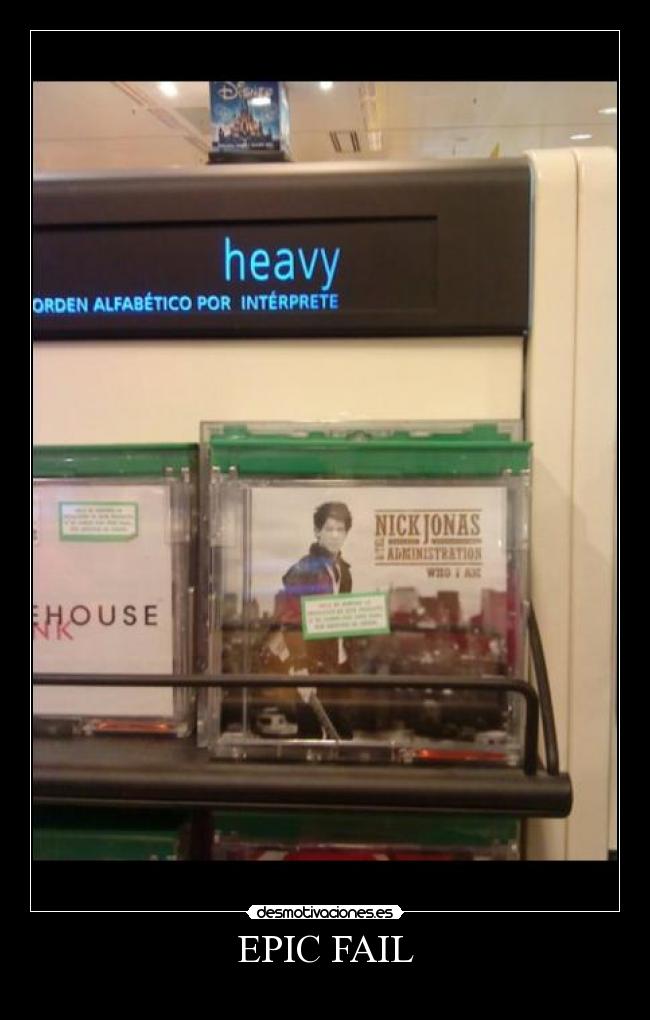 Disney
heavy
ORDEN ALFABÉTICO POR INTÉRPRETE
EHOUSE
NK
NICK JONAS
& THE ADMINISTRATION
WHO I AM
desmotivaciones.es
EPIC FAIL